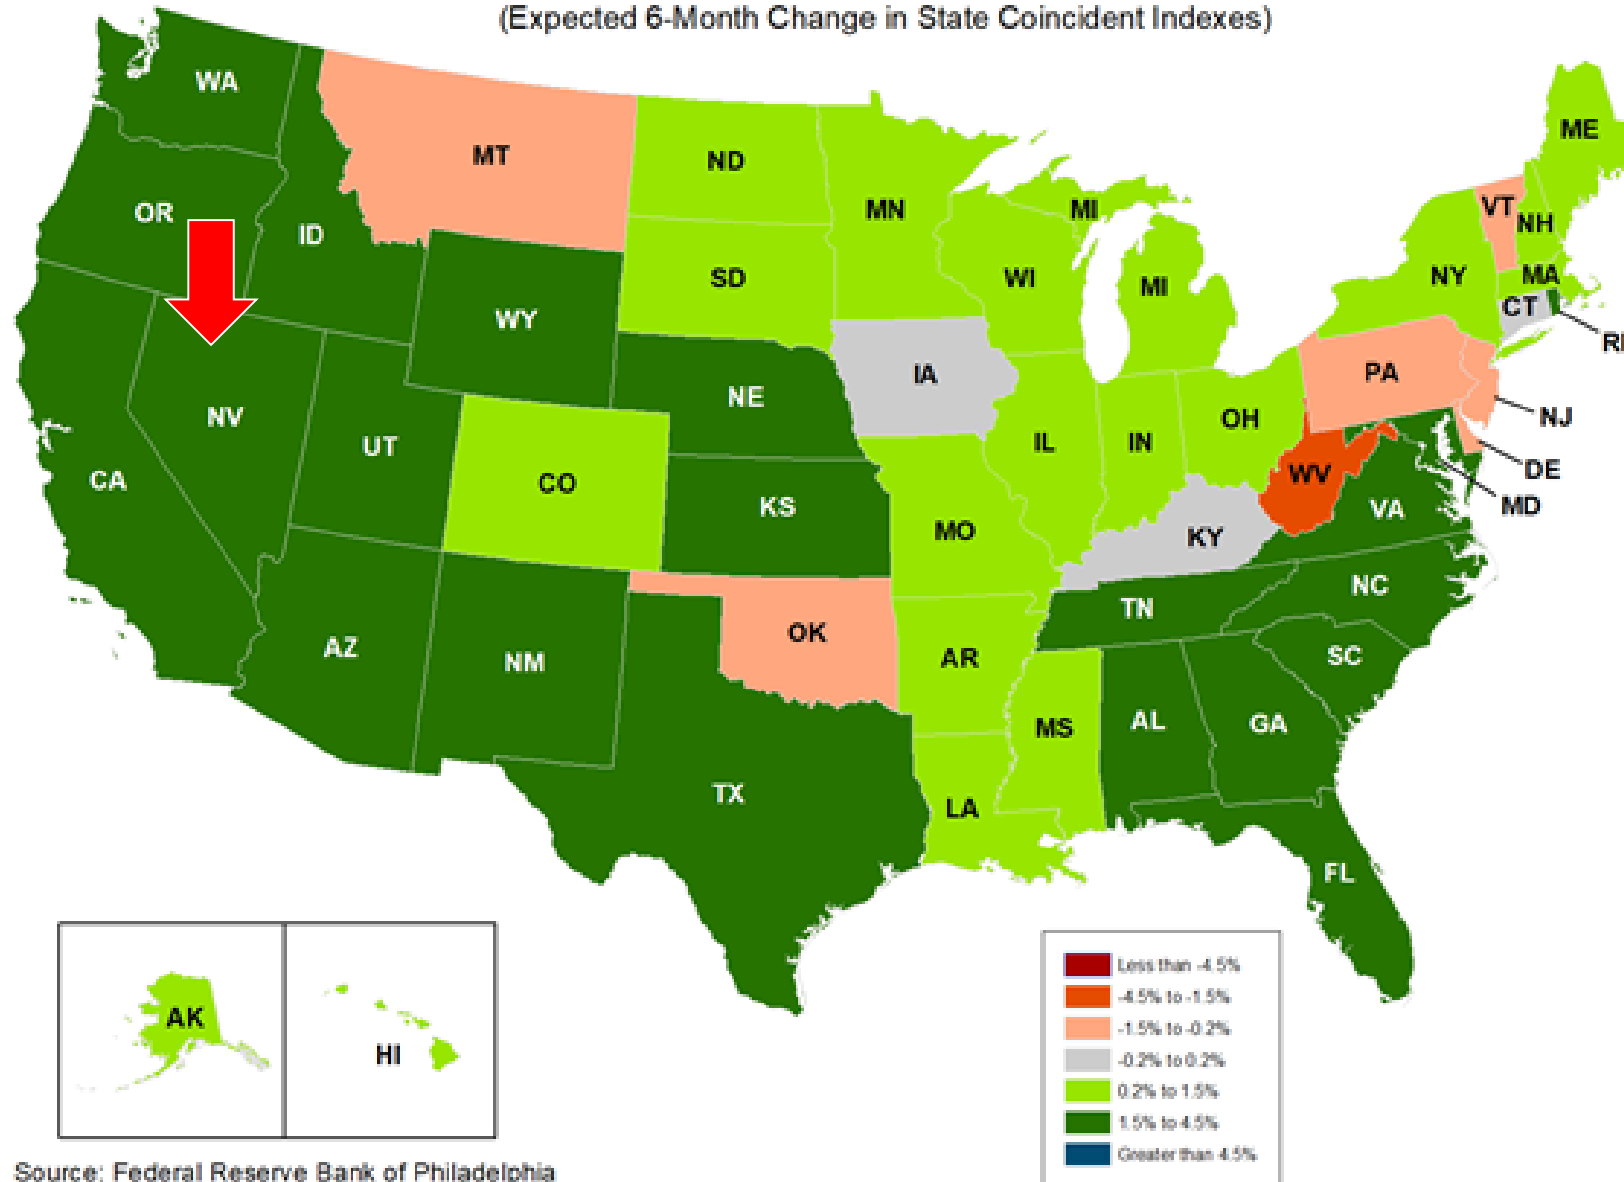 (Expected 6-Month Change in State Coincident Indexes)
WA
MT
ND
MN
ME
OR
ID
SD
WI
MI
MI
VT
NH
NY
MA
CT
WY
NE
IA
PA
NJ
NV
UT
CO
KS
IL
IN
OH
WV
DE
MD
CA
MO
KY
VA
AZ
NM
OK
AR
TN
NC
SC
TX
LA
MS
AL
GA
FL
AK
HI
Less than -4.5%
-4.5% to -1.5%
-1.5% to -0.2%
-0.2% to 0.2%
0.2% to 1.5%
1.5% to 4.5%
Greater than 4.5%
Source: Federal Reserve Bank of Philadelphia